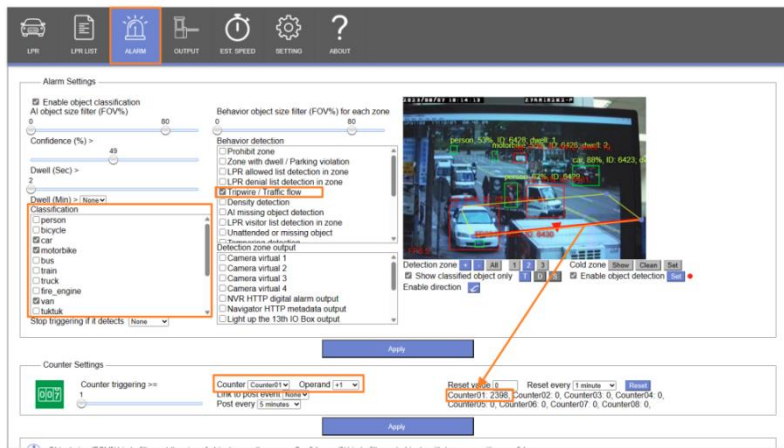 LPR
LPR LIST
ALARM
OUTPUT
EST. SPEED
SETTING
ABOUT
Alarm Settings
Enable object classification
AI object size filter (FOV%)
0 80
Confidence (%) >
49
Dwell (Sec) >
2
Dwell (Min) > None
Classification
person
bicycle
car
motorbike
bus
train
truck
fire_engine
van
tuktuk
Stop triggering if it detects None
Behavior object size filter (FOV%) for each zone
0 80
Behavior detection
Prohibit zone
Zone with dwell / Parking violation
LPR allowed list detection in zone
LPR denial list detection in zone
Tripwire / Traffic flow
Density detection
AI missing object detection
LPR visitor list detection in zone
Unattended or missing object
Detection zone output
Camera virtual 1
Camera virtual 2
Camera virtual 3
Camera virtual 4
NVR HTTP digital alarm output
Navigator HTTP metadata output
Light up the 13th IO Box output
person, 53%, ID: 6428, dwell: 1
car, 88%, ID: 6423,
Detection zone + - All 1 2 3 Cold zone Show Clean Set
Show classified object only T D S Enable object detection Set
Enable direction
Apply
Counter Settings
007
Counter triggering >=
1
Counter Counter01 Operand +1
Link to post event None
Post every 5 minutes
Reset value 0 Reset every 1 minute Reset
Counter01: 2398, Counter02: 0, Counter03: 0, Counter04: 0,
Counter05: 0, Counter06: 0, Counter07: 0, Counter08: 0,
Apply